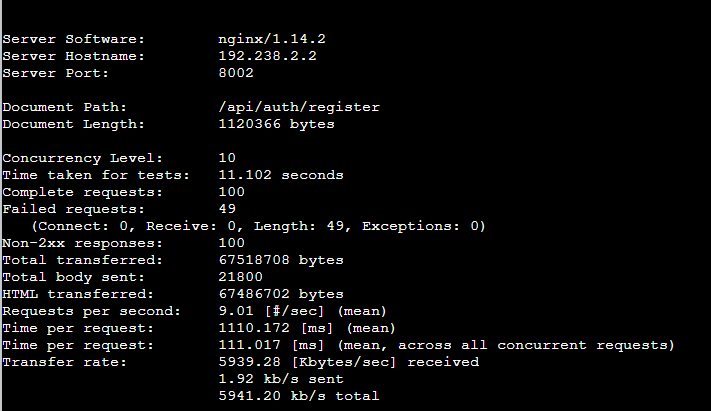 Server Software: nginx/1.14.2
Server Hostname: 192.238.2.2
Server Port: 8002
Document Path: /api/auth/register
Document Length: 1120366 bytes
Concurrency Level: 10
Time taken for tests: 11.102 seconds
Complete requests: 100
Failed requests: 49
(Connect: 0, Receive: 0, Length: 49, Exceptions: 0)
Non-2xx responses: 100
Total transferred: 67518708 bytes
Total body sent: 21800
HTML transferred: 67486702 bytes
Requests per second: 9.01 [#/sec] (mean)
Time per request: 1110.172 [ms] (mean)
Time per request: 111.017 [ms] (mean, across all concurrent requests)
Transfer rate: 5939.28 [Kbytes/sec] received
1.92 kb/s sent
5941.20 kb/s total